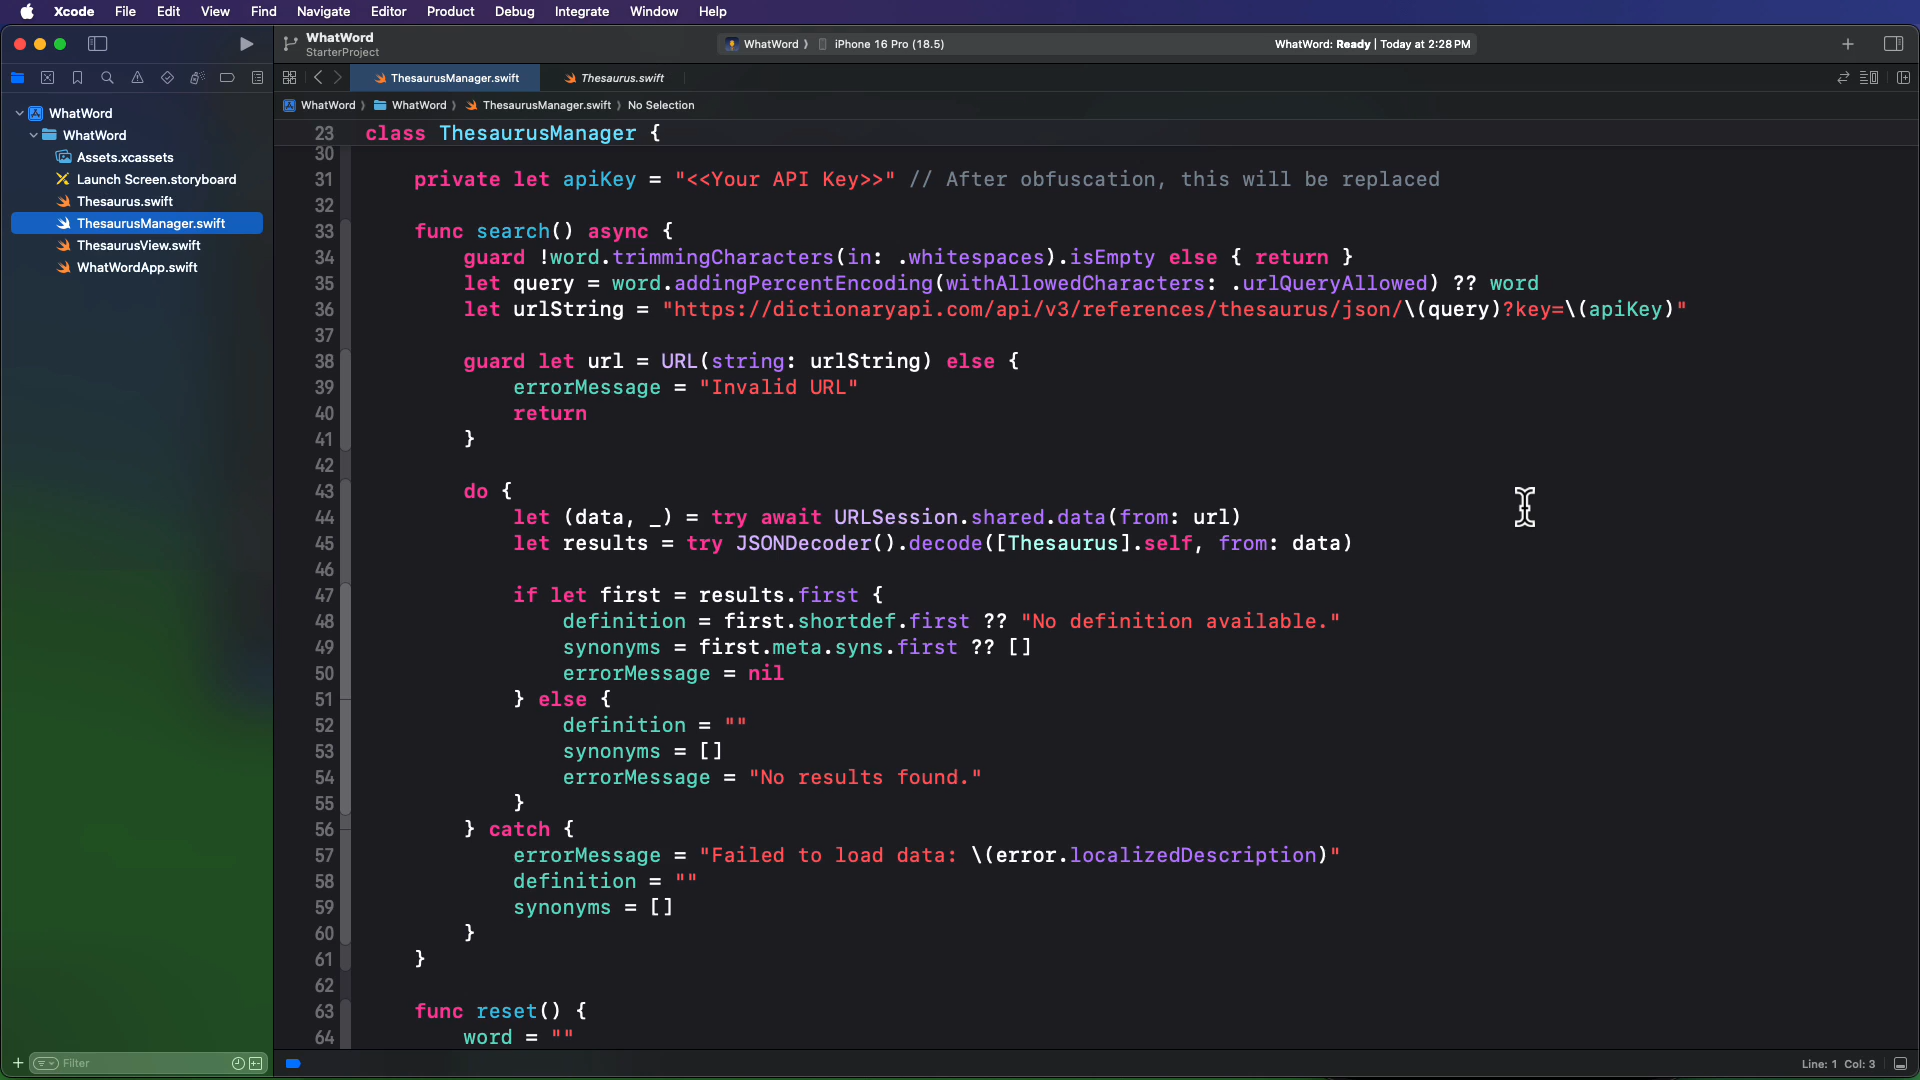 Xcode File Edit View Find Navigate Editor Product Debug Integrate Window Help
WhatWord
StarterProject
WhatWord ⟩ iPhone 16 Pro (18.5)
WhatWord: Ready | Today at 2:28 PM
ThesaurusManager.swift
Thesaurus.swift
WhatWord ⟩ WhatWord ⟩ ThesaurusManager.swift ⟩ No Selection
WhatWord
WhatWord
Assets.xcassets
Launch Screen.storyboard
Thesaurus.swift
ThesaurusManager.swift
ThesaurusView.swift
WhatWordApp.swift
Filter
23 class ThesaurusManager {
30
31 private let apiKey = "<<Your API Key>>" // After obfuscation, this will be replaced
32
33 func search() async {
34 guard !word.trimmingCharacters(in: .whitespaces).isEmpty else { return }
35 let query = word.addingPercentEncoding(withAllowedCharacters: .urlQueryAllowed) ?? word
36 let urlString = "https://dictionaryapi.com/api/v3/references/thesaurus/json/\(query)?key=\(apiKey)"
37
38 guard let url = URL(string: urlString) else {
39 errorMessage = "Invalid URL"
40 return
41 }
42
43 do {
44 let (data, _) = try await URLSession.shared.data(from: url)
45 let results = try JSONDecoder().decode([Thesaurus].self, from: data)
46
47 if let first = results.first {
48 definition = first.shortdef.first ?? "No definition available."
49 synonyms = first.meta.syns.first ?? []
50 errorMessage = nil
51 } else {
52 definition = ""
53 synonyms = []
54 errorMessage = "No results found."
55 }
56 } catch {
57 errorMessage = "Failed to load data: \(error.localizedDescription)"
58 definition = ""
59 synonyms = []
60 }
61 }
62
63 func reset() {
64 word = ""
Line: 1 Col: 3